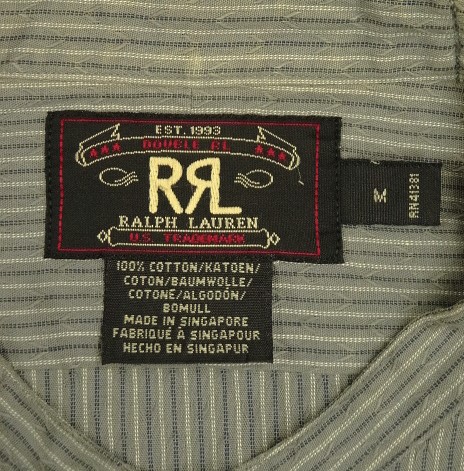 EST. 1993
DOUBLE RL
RRL
RALPH LAUREN
U.S. TRADEMARK
M
RN41381
100% COTTON/KATOEN/
COTON/BAUMWOLLE/
COTONE/ALGODÓN/
BOMULL
MADE IN SINGAPORE
FABRIQUÉ À SINGAPOUR
HECHO EN SINGAPUR